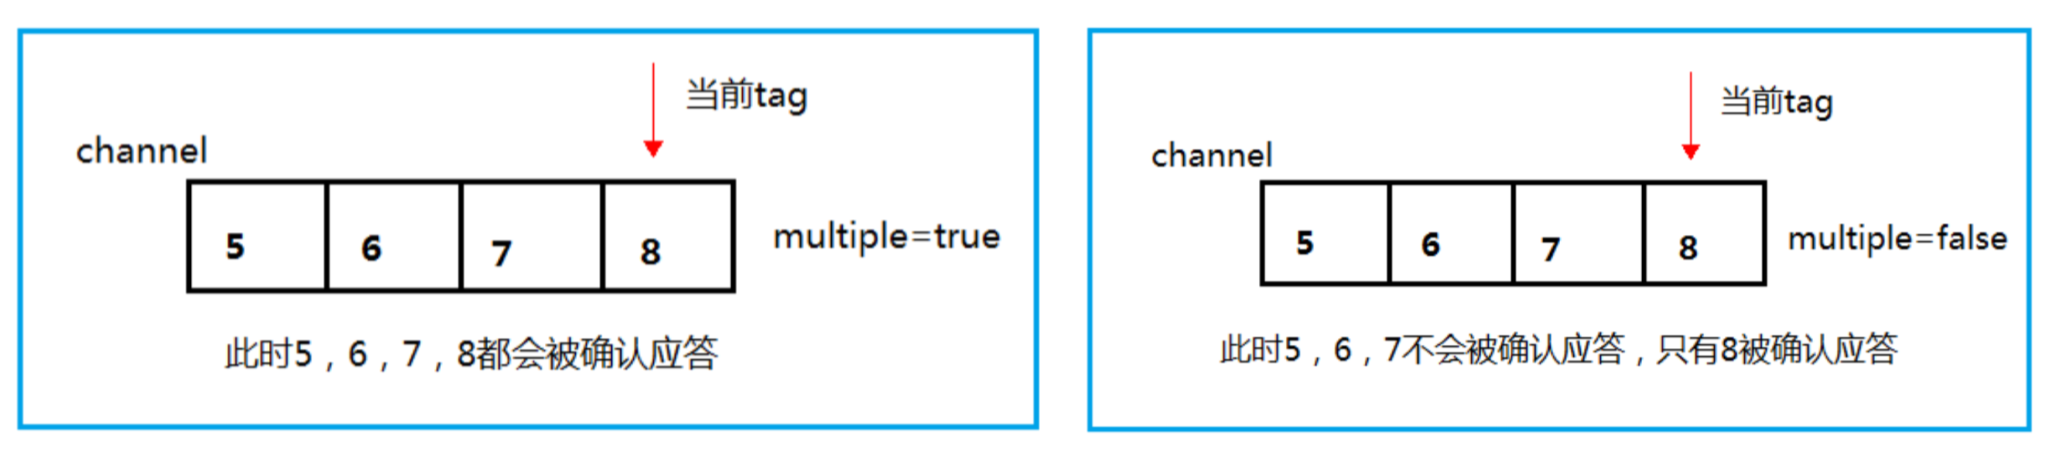 当前tag
channel
5 6 7 8
multiple=true
此时5，6，7，8都会被确认应答
当前tag
channel
5 6 7 8
multiple=false
此时5，6，7不会被确认应答，只有8被确认应答